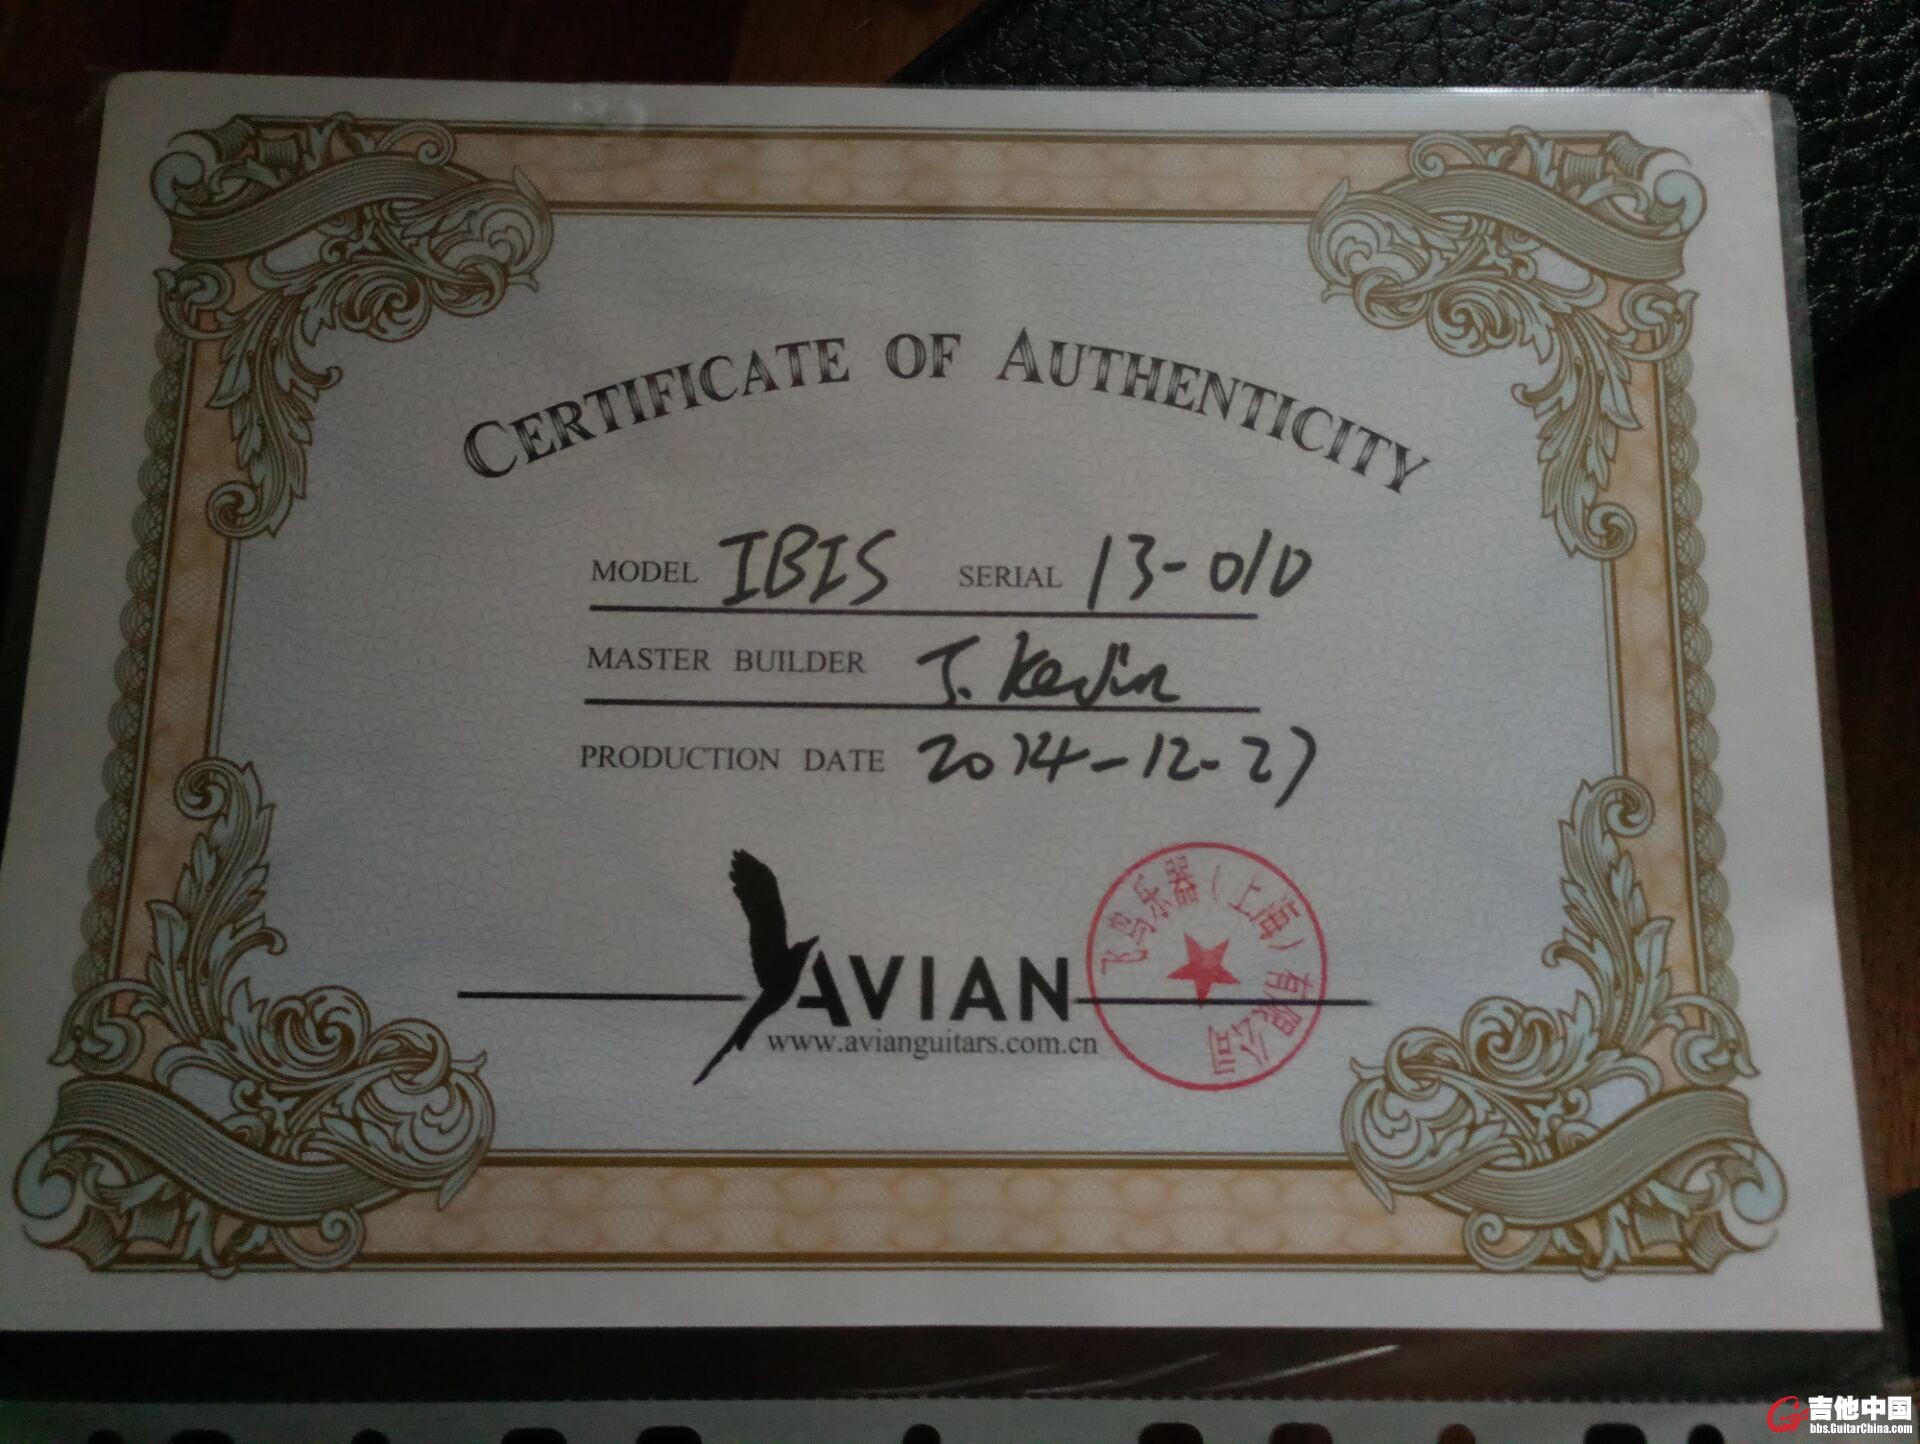 CERTIFICATE OF AUTHENTICITY
MODEL IBIS SERIAL 13-010
MASTER BUILDER J. Kevin
PRODUCTION DATE 2014-12-27
AVIAN
www.avianguitars.com.cn
飞鸟乐器(上海)有限公司
吉他中国
bbs.GuitarChina.com